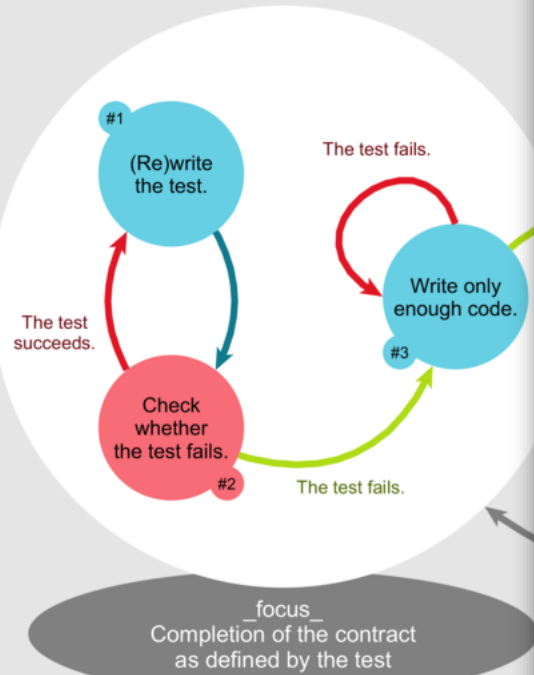 #1
(Re)write
the test.
The test fails.
Write only
enough code.
#3
The test
succeeds.
Check
whether
the test fails.
#2
The test fails.
_focus_
Completion of the contract
as defined by the test